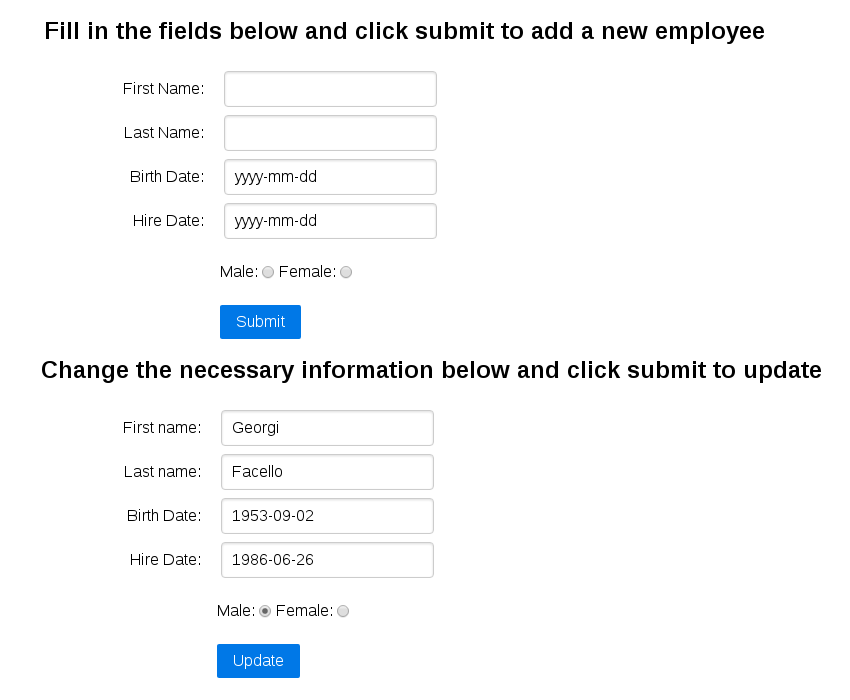 Fill in the fields below and click submit to add a new employee
First Name:
Last Name:
Birth Date: yyyy-mm-dd
Hire Date: yyyy-mm-dd
Male: Female:
Submit
Change the necessary information below and click submit to update
First name: Georgi
Last name: Facello
Birth Date: 1953-09-02
Hire Date: 1986-06-26
Male: Female:
Update